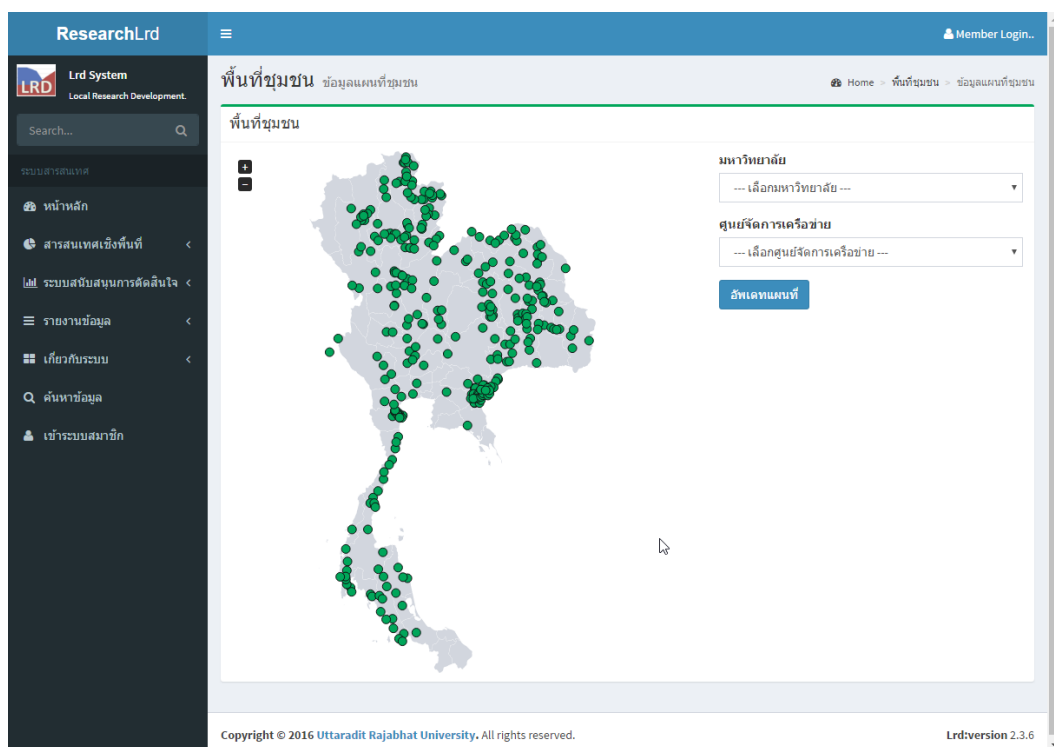 ResearchLrd
Member Login..
LRD
Lrd System
Local Research Development.
พื้นที่ชุมชน ข้อมูลแผนที่ชุมชน
Home > พื้นที่ชุมชน > ข้อมูลแผนที่ชุมชน
Search...
ระบบสารสนเทศ
หน้าหลัก
สารสนเทศเชิงพื้นที่
ระบบสนับสนุนการตัดสินใจ
รายงานข้อมูล
เกี่ยวกับระบบ
ค้นหาข้อมูล
เข้าระบบสมาชิก
พื้นที่ชุมชน
+
−
มหาวิทยาลัย
--- เลือกมหาวิทยาลัย ---
ศูนย์จัดการเครือข่าย
--- เลือกศูนย์จัดการเครือข่าย ---
อัพเดทแผนที่
Copyright © 2016 Uttaradit Rajabhat University. All rights reserved.
Lrd:version 2.3.6